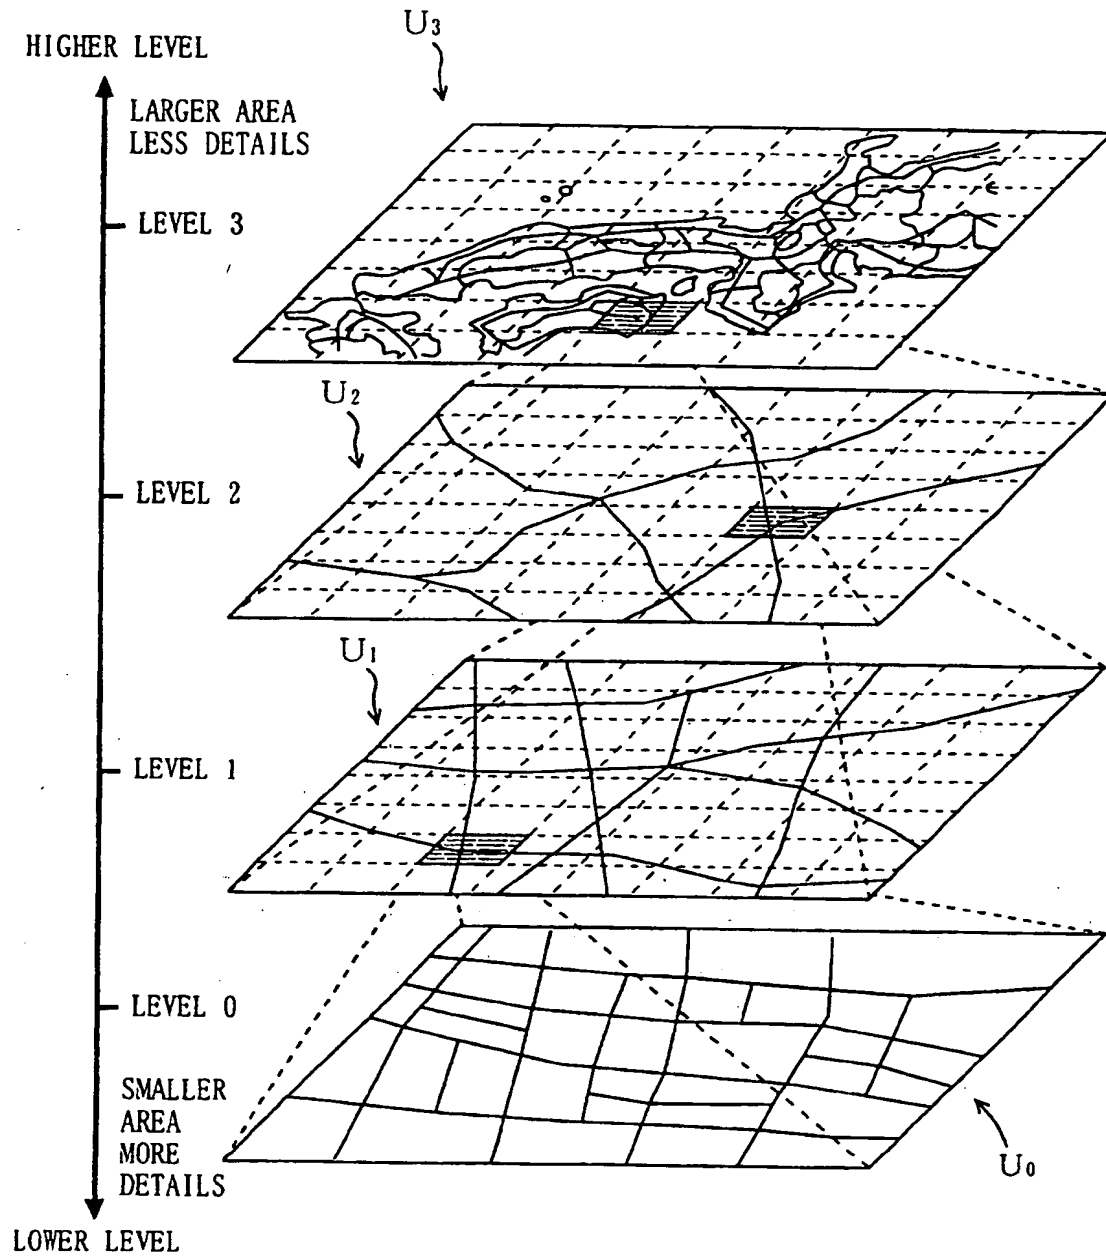 U3
HIGHER LEVEL
LARGER AREA
LESS DETAILS
LEVEL 3
U2
LEVEL 2
U1
LEVEL 1
LEVEL 0
SMALLER
AREA
MORE
DETAILS
U0
LOWER LEVEL